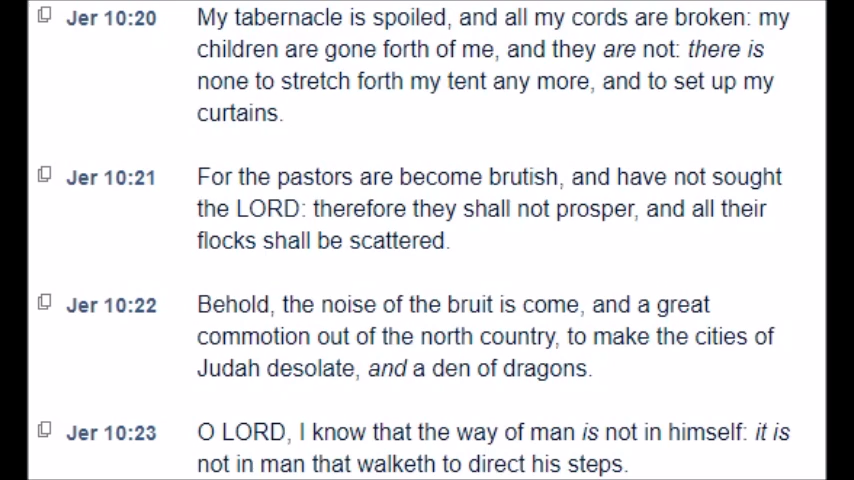 Jer 10:20 My tabernacle is spoiled, and all my cords are broken: my
children are gone forth of me, and they are not: there is
none to stretch forth my tent any more, and to set up my
curtains.
Jer 10:21 For the pastors are become brutish, and have not sought
the LORD: therefore they shall not prosper, and all their
flocks shall be scattered.
Jer 10:22 Behold, the noise of the bruit is come, and a great
commotion out of the north country, to make the cities of
Judah desolate, and a den of dragons.
Jer 10:23 O LORD, I know that the way of man is not in himself: it is
not in man that walketh to direct his steps.